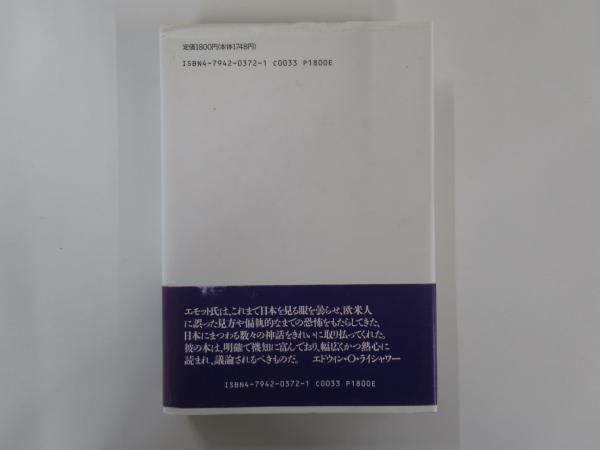 定価1800円(本体1748円)
ISBN4-7942-0372-1 C0033 P1800E
エモット氏は、これまで日本を見る眼を曇らせ、欧米人
に誤った見方や偏執的なまでの恐怖をもたらしてきた、
日本にまつわる数々の神話をきれいに取り払ってくれた。
彼の本は、明確で機知に富んでおり、幅広くかつ熱心に
読まれ、議論されるべきものだ。 エドウィン・O・ライシャワー
ISBN4-7942-0372-1 C0033 P1800E